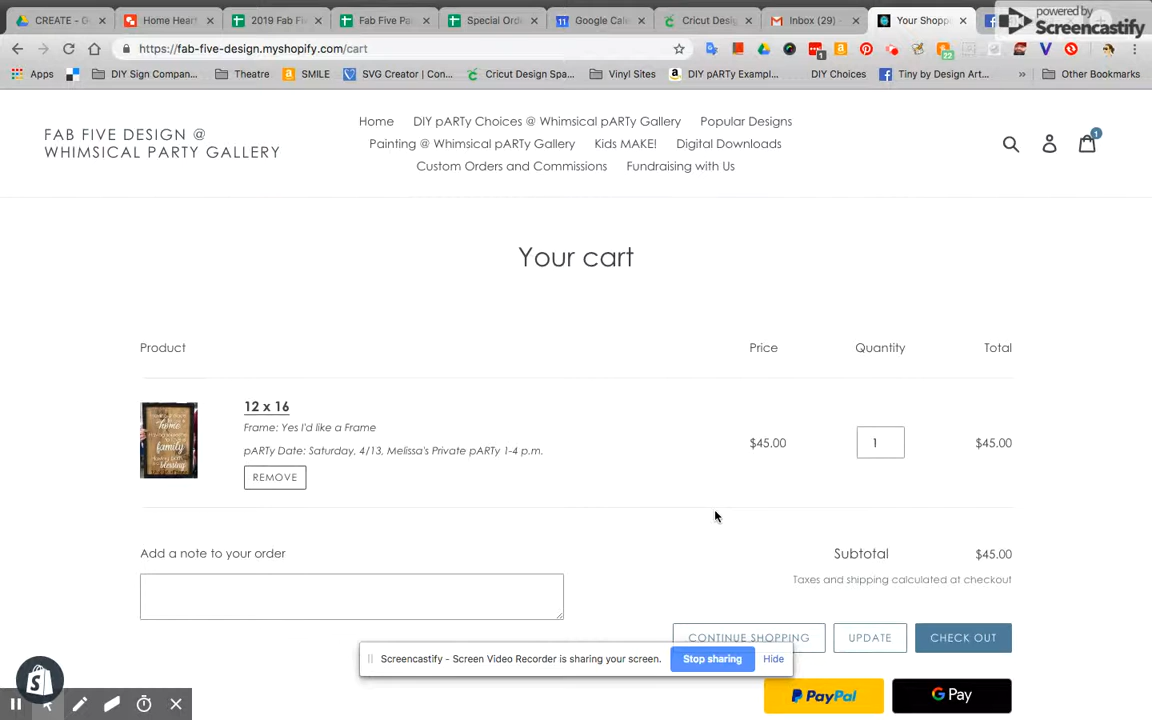 CREATE - G
Home Heart
2019 Fab Fi
Fab Five Pa
Special Ord
Google Cal
Cricut Desi
Inbox (29) -
Your Shopp
powered by
Screencastify
https://fab-five-design.myshopify.com/cart
1
22
Apps
DIY Sign Compan...
Theatre
SMILE
SVG Creator | Con...
Cricut Design Spa...
Vinyl Sites
DIY pARTy Exampl...
DIY Choices
Tiny by Design Art...
»
Other Bookmarks
FAB FIVE DESIGN @
WHIMSICAL PARTY GALLERY
Home DIY pARTy Choices @ Whimsical pARTy Gallery Popular Designs
Painting @ Whimsical pARTy Gallery Kids MAKE! Digital Downloads
Custom Orders and Commissions Fundraising with Us
1
Your cart
Product Price Quantity Total
home
family
blessing
12 x 16
Frame: Yes I'd like a Frame
pARTy Date: Saturday, 4/13, Melissa's Private pARTy 1-4 p.m.
REMOVE
$45.00 1 $45.00
Add a note to your order
Subtotal $45.00
Taxes and shipping calculated at checkout
CONTINUE SHOPPING UPDATE CHECK OUT
Screencastify - Screen Video Recorder is sharing your screen. Stop sharing Hide
PayPal G Pay